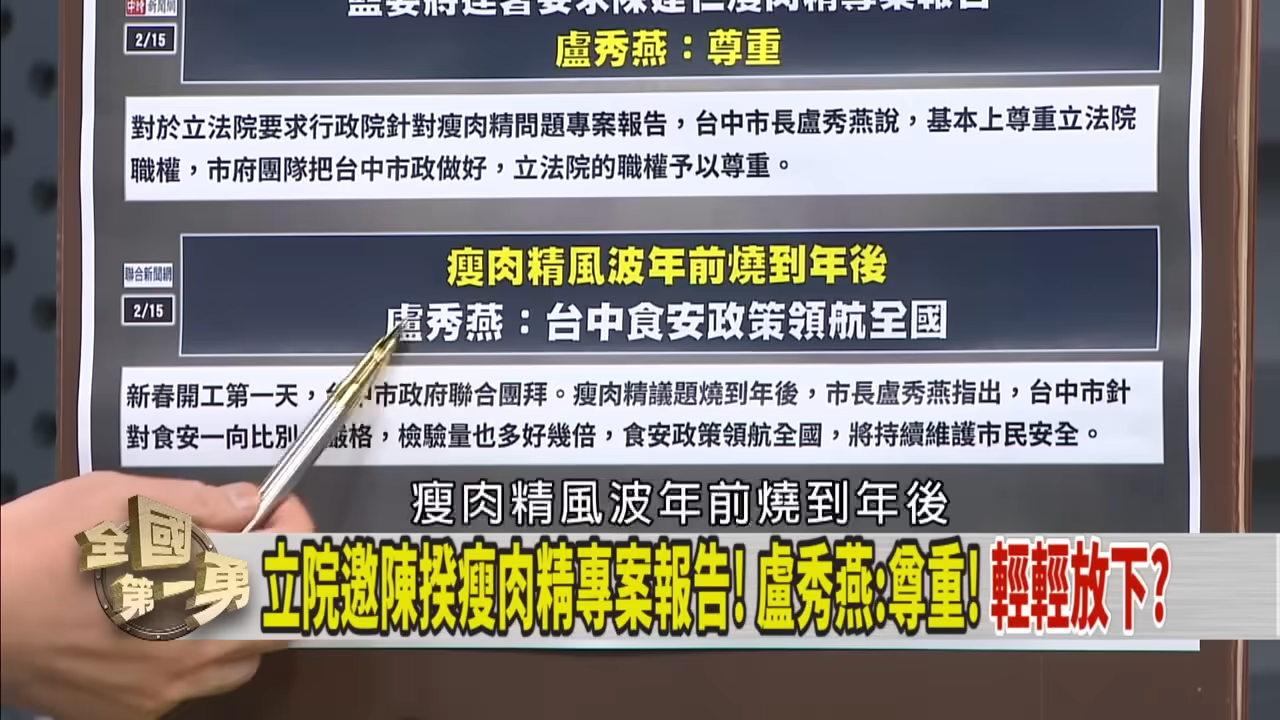 中時新聞網
2/15
盧秀燕：尊重
對於立法院要求行政院針對瘦肉精問題專案報告，台中市長盧秀燕說，基本上尊重立法院
職權，市府團隊把台中市政做好，立法院的職權予以尊重。
聯合新聞網
2/15
瘦肉精風波年前燒到年後
盧秀燕：台中食安政策領航全國
新春開工第一天，台中市政府聯合團拜。瘦肉精議題燒到年後，市長盧秀燕指出，台中市針
對食安一向比別 嚴格，檢驗量也多好幾倍，食安政策領航全國，將持續維護市民安全。
瘦肉精風波年前燒到年後
全國第一勇
立院邀陳揆瘦肉精專案報告! 盧秀燕:尊重! 輕輕放下?